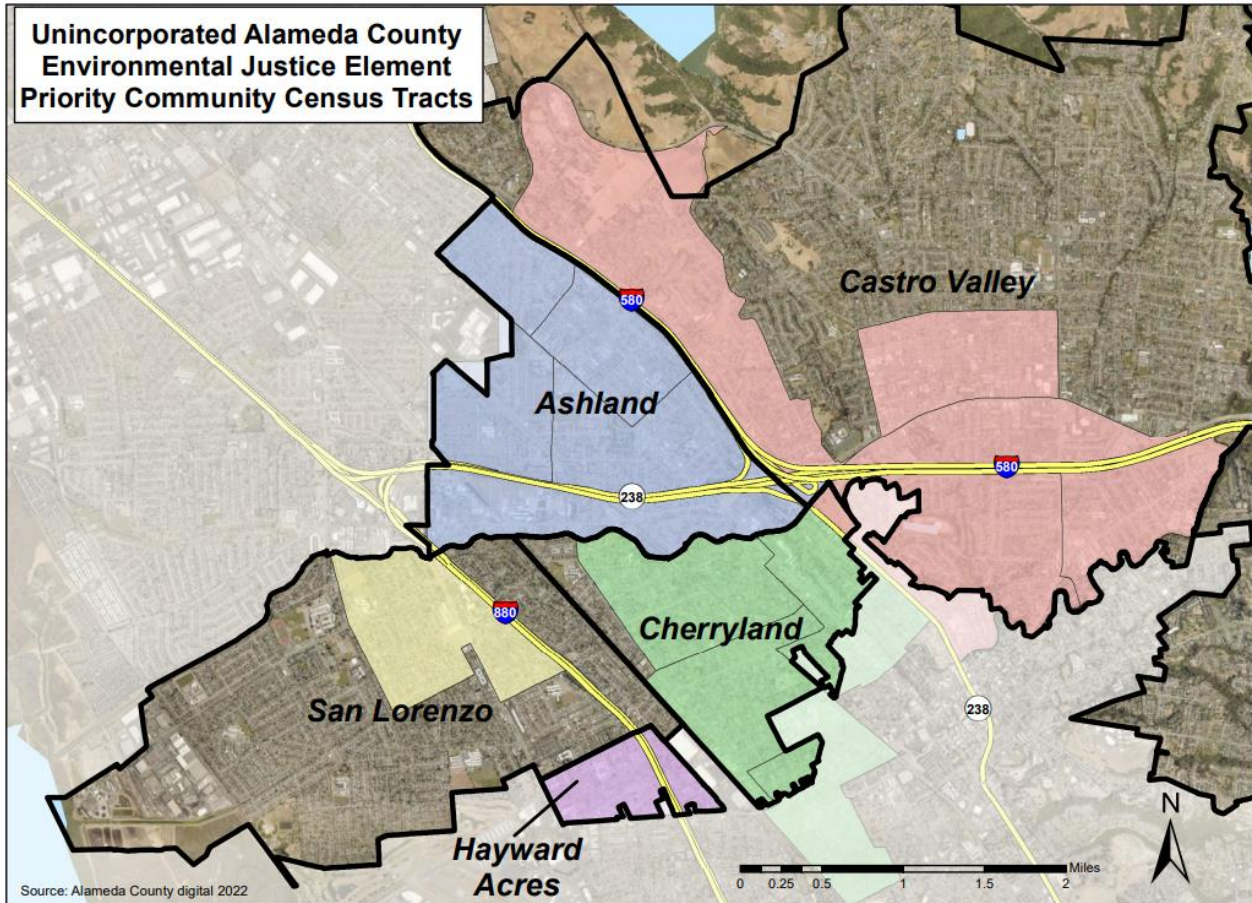 Unincorporated Alameda County
Environmental Justice Element
Priority Community Census Tracts
Castro Valley
580
Ashland
580
238
880
Cherryland
San Lorenzo
238
Hayward
Acres
N
Miles
0 0.25 0.5 1 1.5 2
Source: Alameda County digital 2022